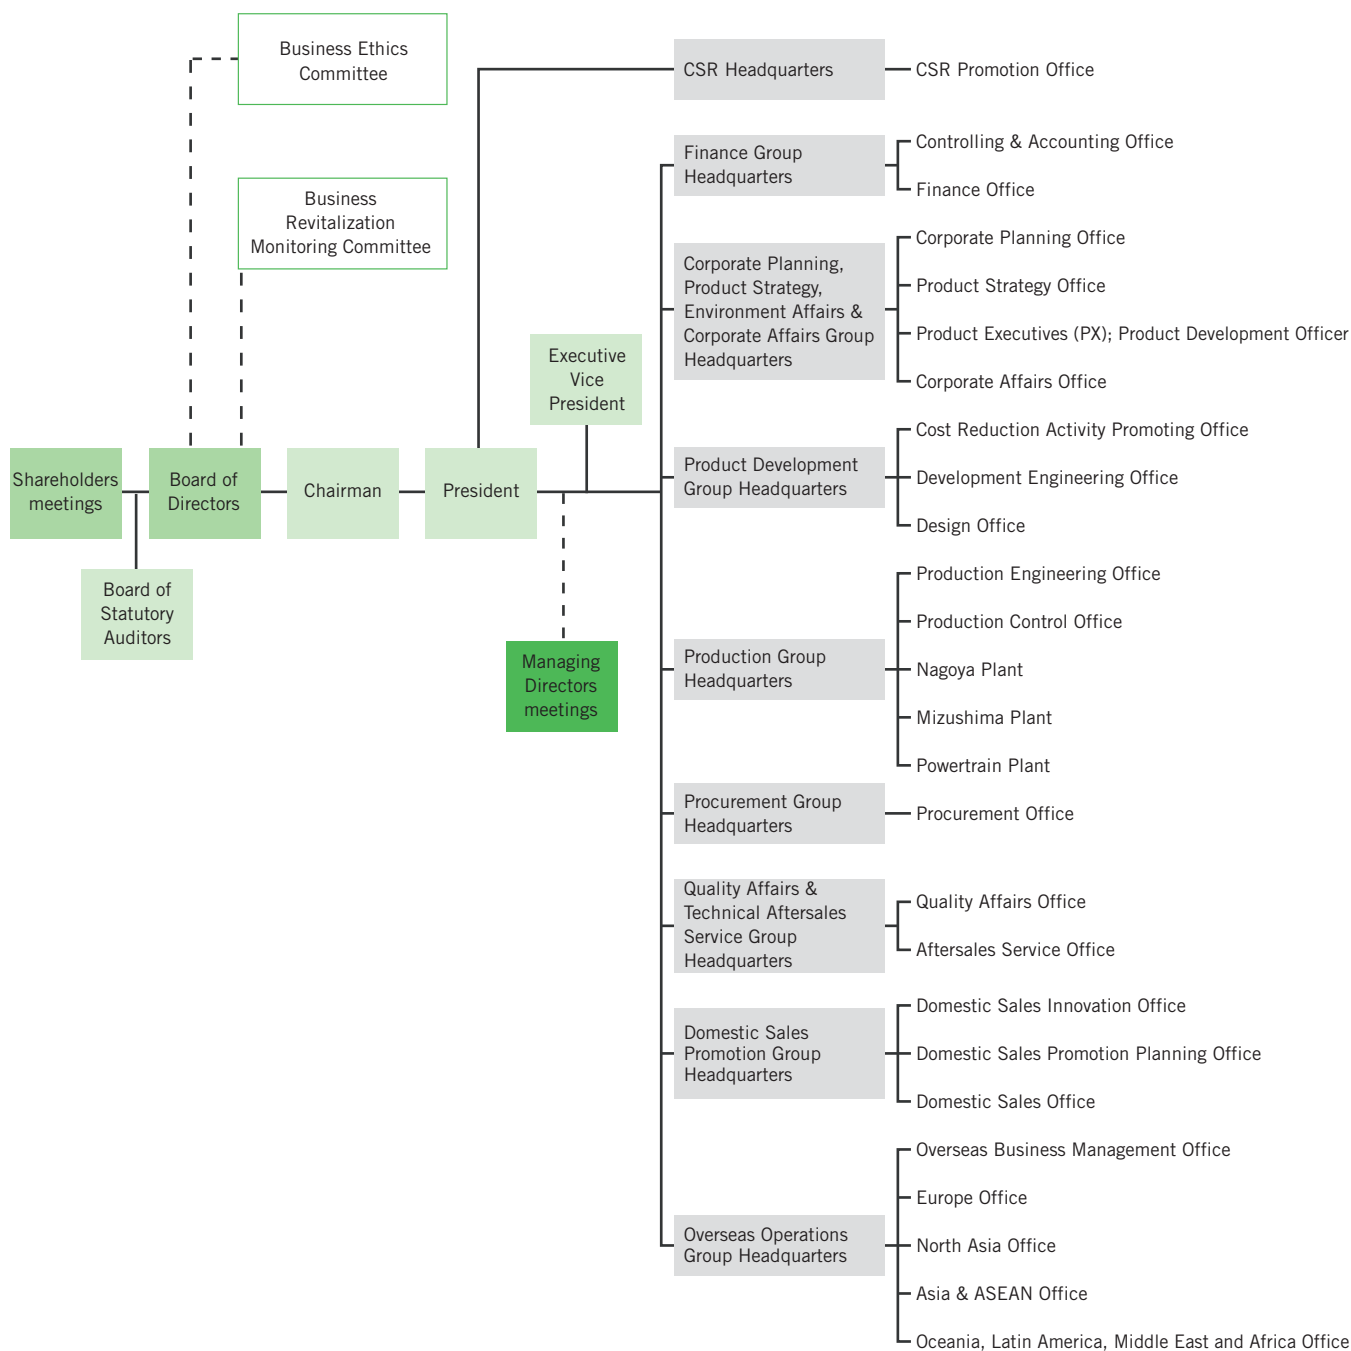 Business Ethics
Committee
Business
Revitalization
Monitoring Committee
Executive
Vice
President
Shareholders
meetings
Board of
Directors
Chairman
President
Board of
Statutory
Auditors
Managing
Directors
meetings
CSR Headquarters
CSR Promotion Office
Finance Group
Headquarters
Controlling & Accounting Office
Finance Office
Corporate Planning,
Product Strategy,
Environment Affairs &
Corporate Affairs Group
Headquarters
Corporate Planning Office
Product Strategy Office
Product Executives (PX); Product Development Officer
Corporate Affairs Office
Product Development
Group Headquarters
Cost Reduction Activity Promoting Office
Development Engineering Office
Design Office
Production Group
Headquarters
Production Engineering Office
Production Control Office
Nagoya Plant
Mizushima Plant
Powertrain Plant
Procurement Group
Headquarters
Procurement Office
Quality Affairs &
Technical Aftersales
Service Group
Headquarters
Quality Affairs Office
Aftersales Service Office
Domestic Sales
Promotion Group
Headquarters
Domestic Sales Innovation Office
Domestic Sales Promotion Planning Office
Domestic Sales Office
Overseas Operations
Group Headquarters
Overseas Business Management Office
Europe Office
North Asia Office
Asia & ASEAN Office
Oceania, Latin America, Middle East and Africa Office